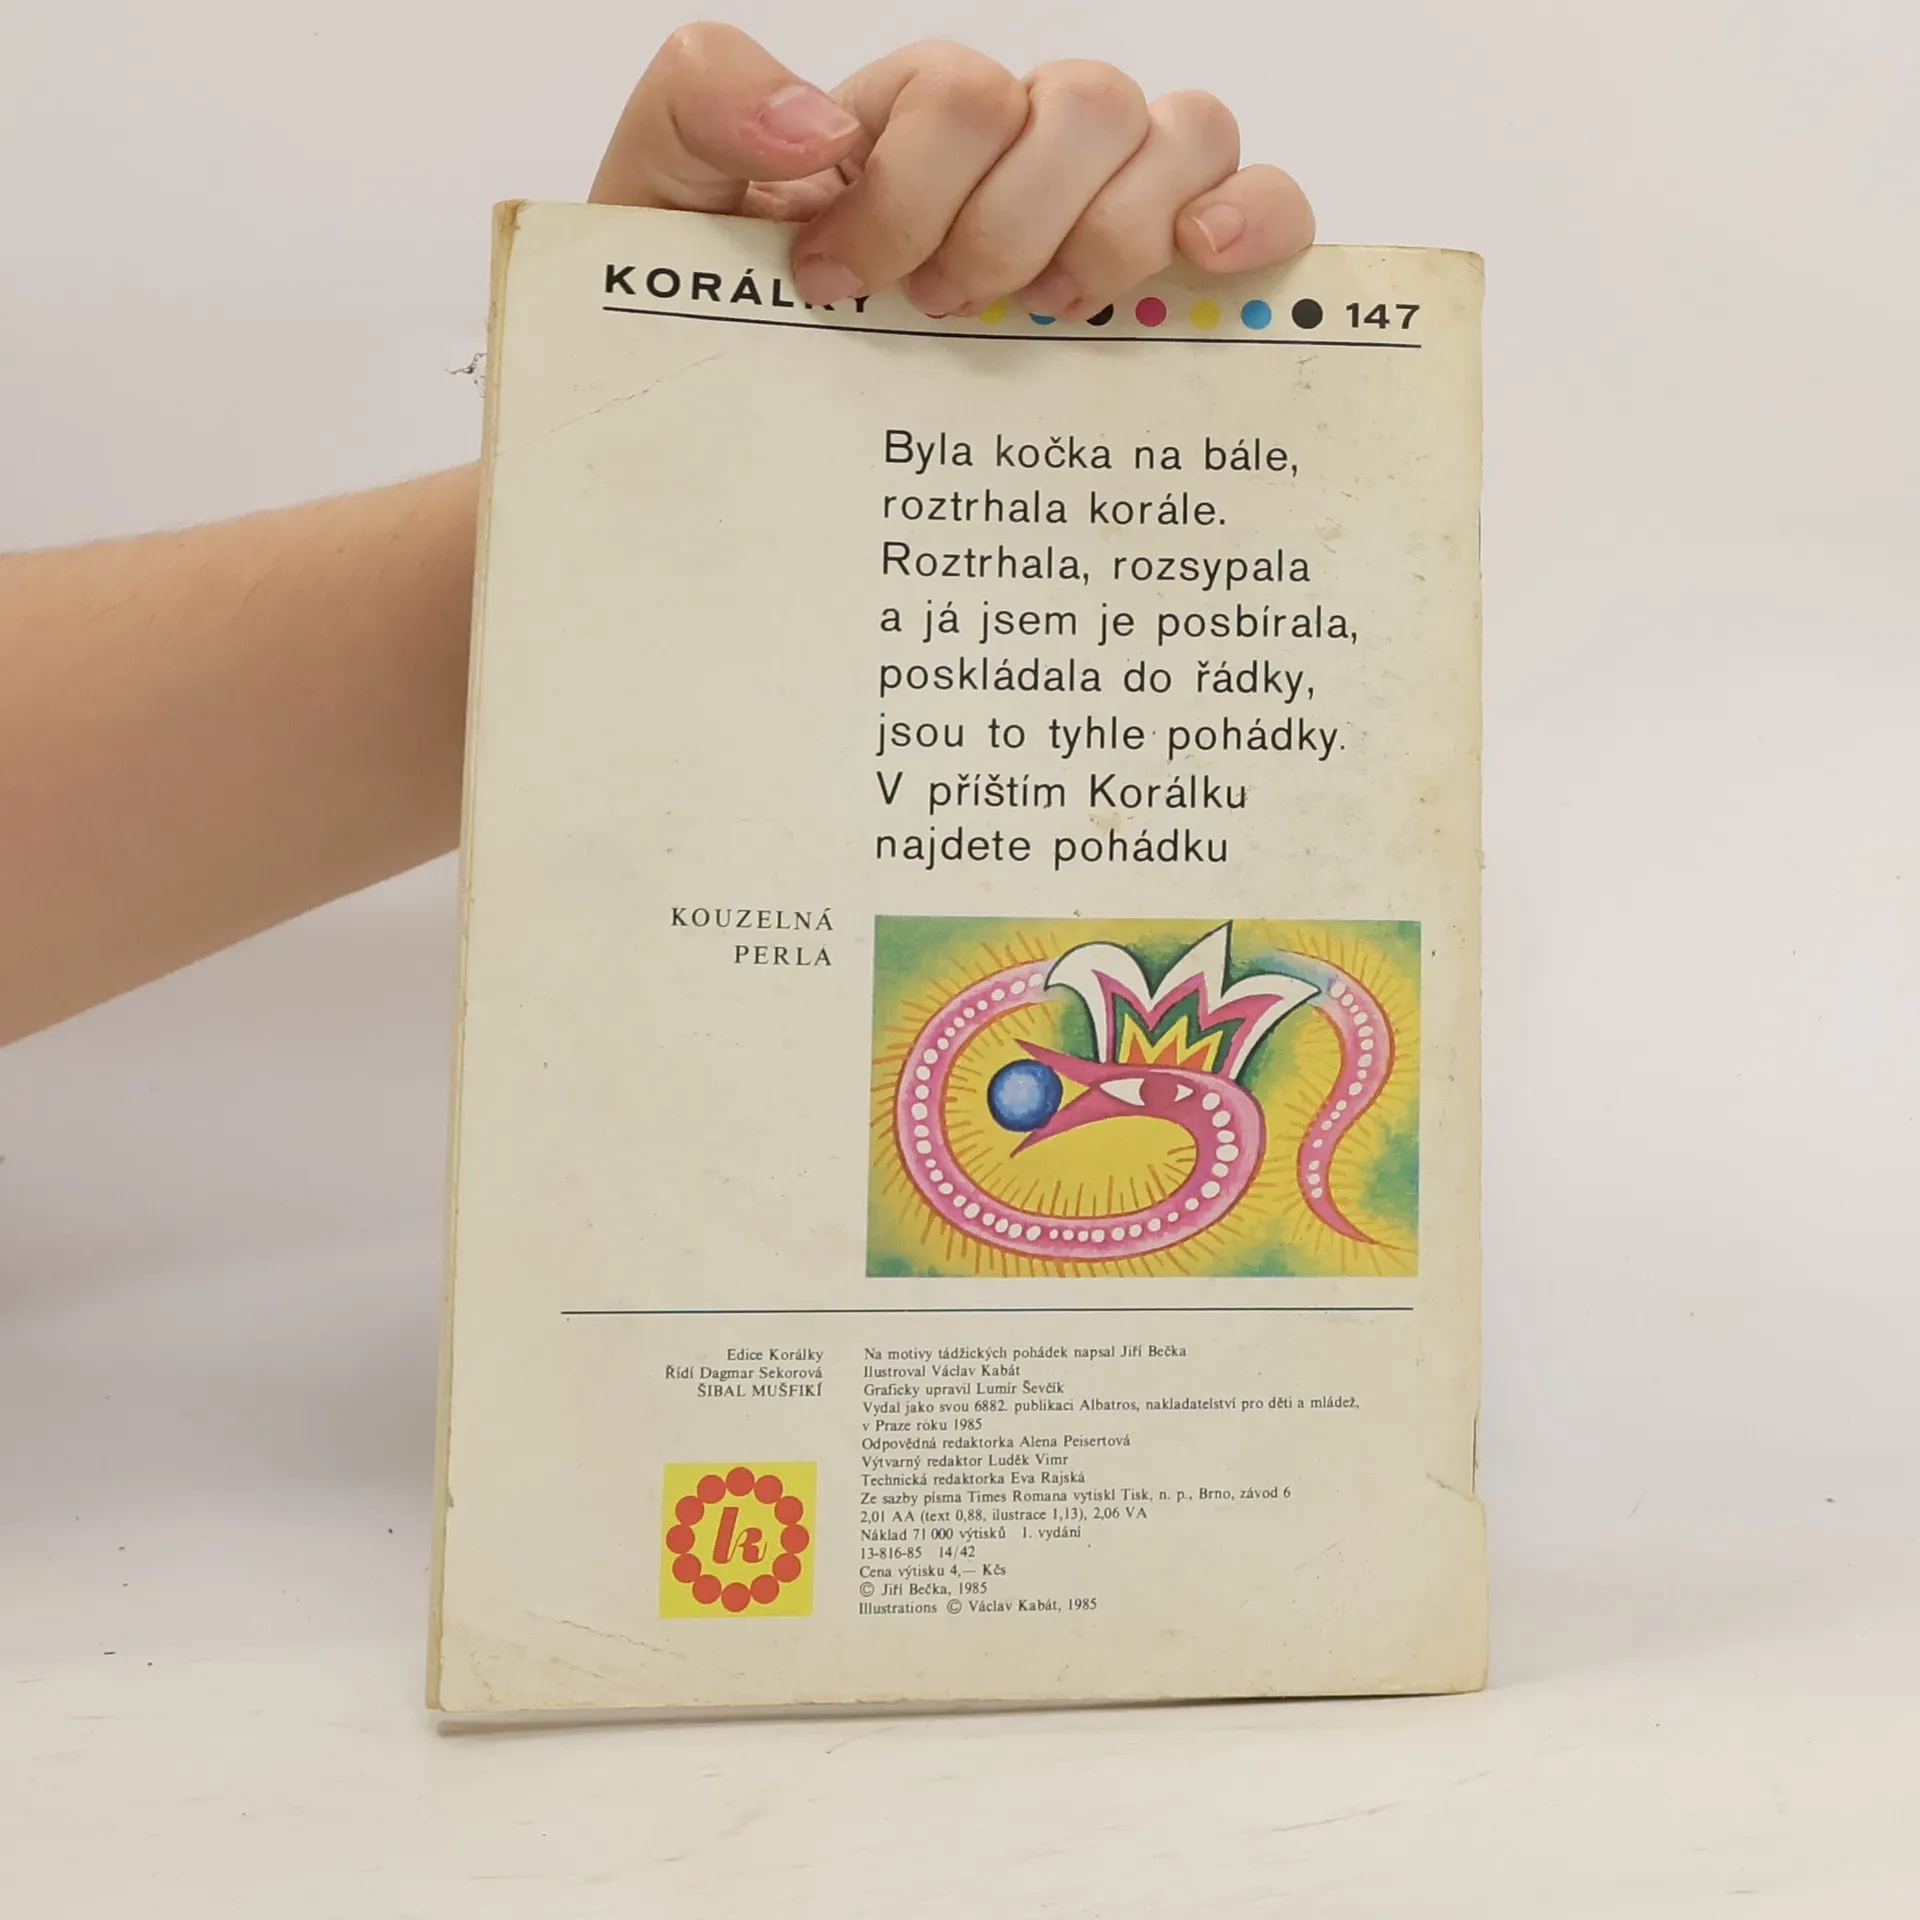 KORÁLKY 147
Byla kočka na bále,
roztrhala korále.
Roztrhala, rozsypala
a já jsem je posbírala,
poskládala do řádky,
jsou to tyhle pohádky.
V příštím Korálku
najdete pohádku
KOUZELNÁ
PERLA
Edice Korálky
Řídí Dagmar Sekorová
ŠIBAL MUŠFIKÍ
k
Na motivy tádžických pohádek napsal Jiří Bečka
Ilustroval Václav Kabát
Graficky upravil Lumír Ševčík
Vydal jako svou 6882. publikaci Albatros, nakladatelství pro děti a mládež,
v Praze roku 1985
Odpovědná redaktorka Alena Peisertová
Výtvarný redaktor Luděk Vimr
Technická redaktorka Eva Rajská
Ze sazby písma Times Romana vytiskl Tisk, n. p., Brno, závod 6
2,01 AA (text 0,88, ilustrace 1,13), 2,06 VA
Náklad 71 000 výtisků 1. vydání
13-816-85 14/42
Cena výtisku 4,— Kčs
© Jiří Bečka, 1985
Illustrations © Václav Kabát, 1985